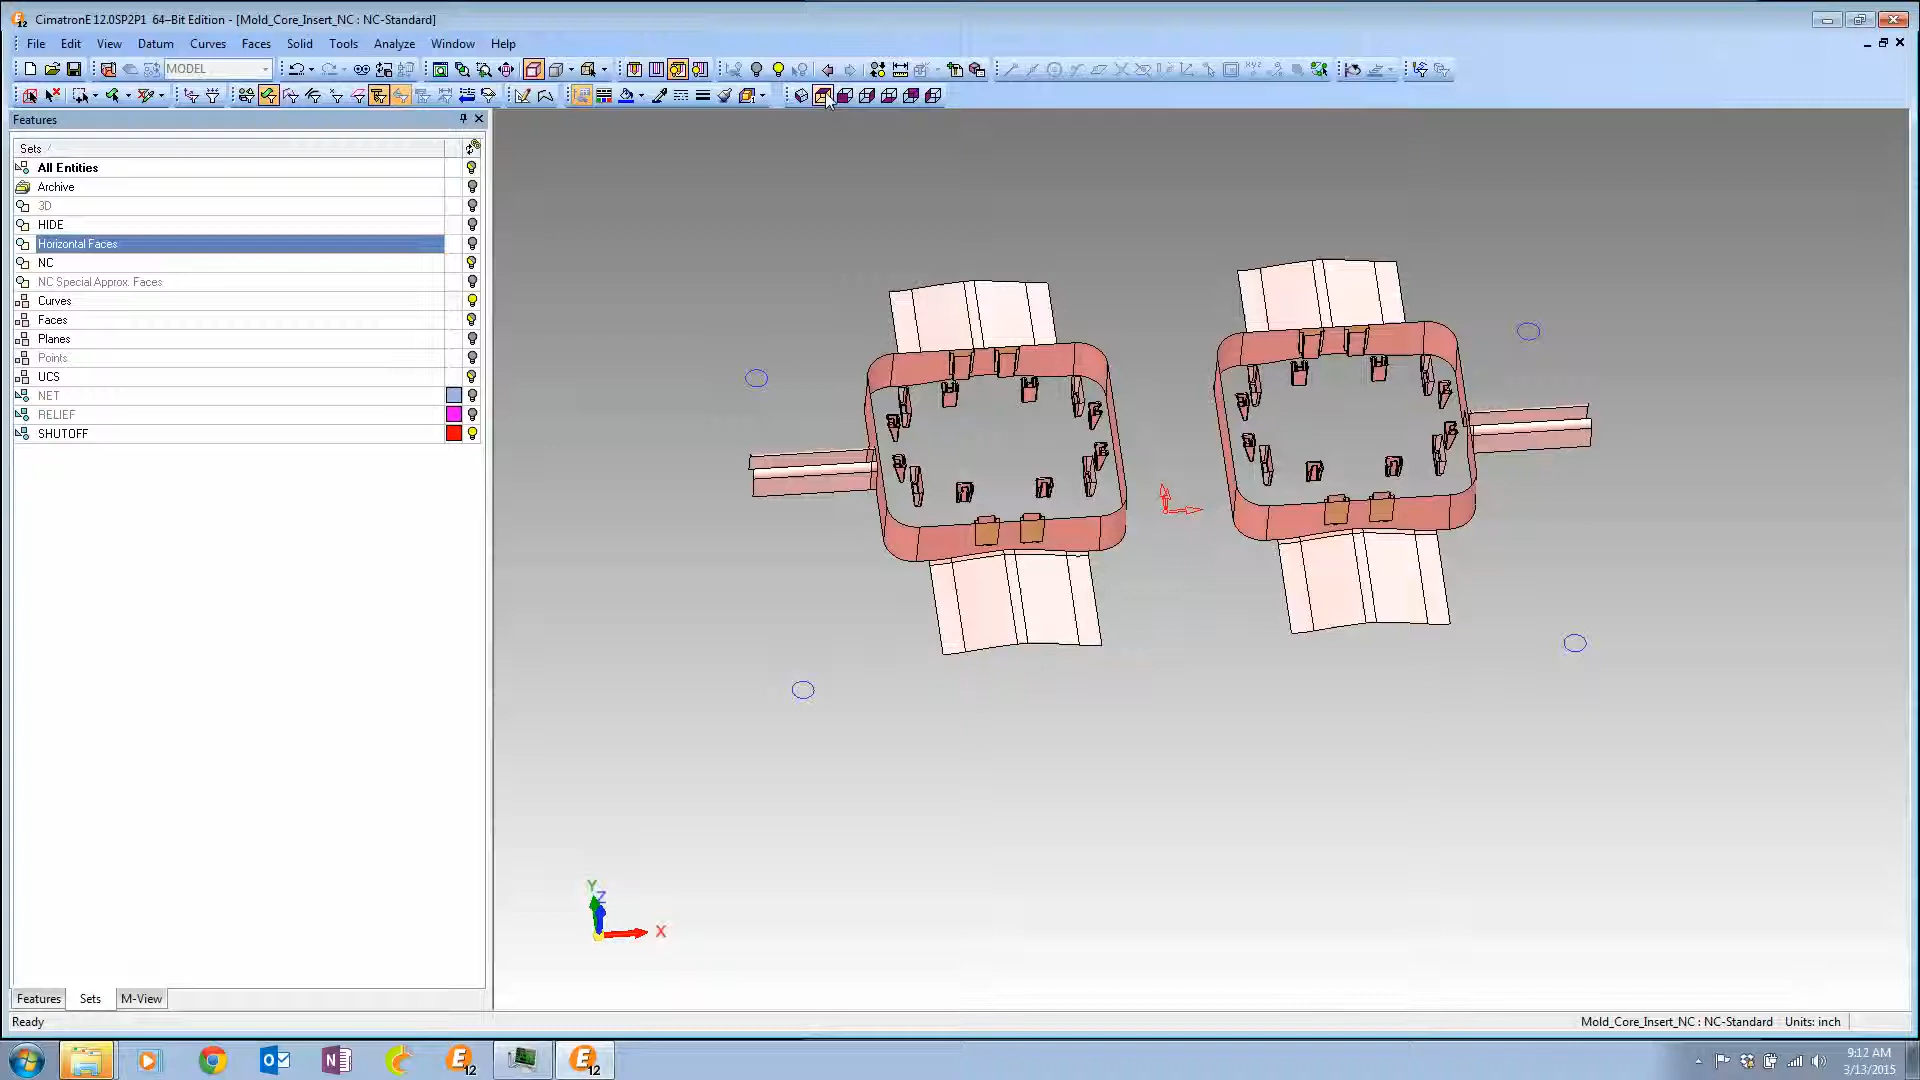 CimatronE 12.0SP2P1 64-Bit Edition - [Mold_Core_Insert_NC : NC-Standard]
File Edit View Datum Curves Faces Solid Tools Analyze Window Help
MODEL
Features
Sets
All Entities
Archive
3D
HIDE
Horizontal Faces
NC
NC Special Approx. Faces
Curves
Faces
Planes
Points
UCS
NET
RELIEF
SHUTOFF
Y
Z
X
Features Sets M-View
Ready
Mold_Core_Insert_NC : NC-Standard Units: inch
9:12 AM
3/13/2015
12
12
12